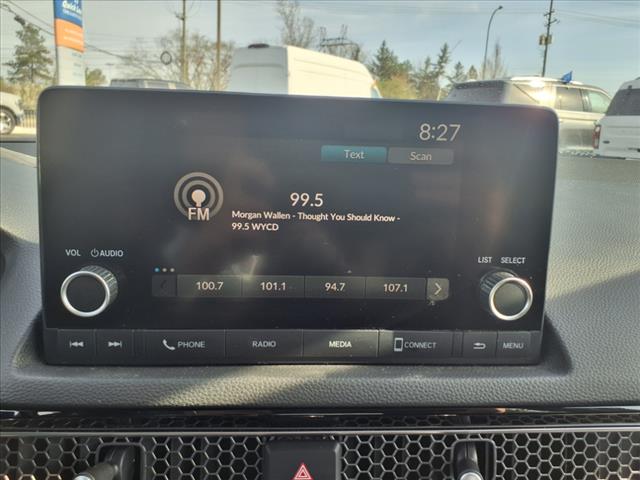 8:27
Text Scan
FM
99.5
Morgan Wallen - Thought You Should Know -
99.5 WYCD
VOL AUDIO
LIST SELECT
100.7 101.1 94.7 107.1
PHONE RADIO MEDIA CONNECT MENU